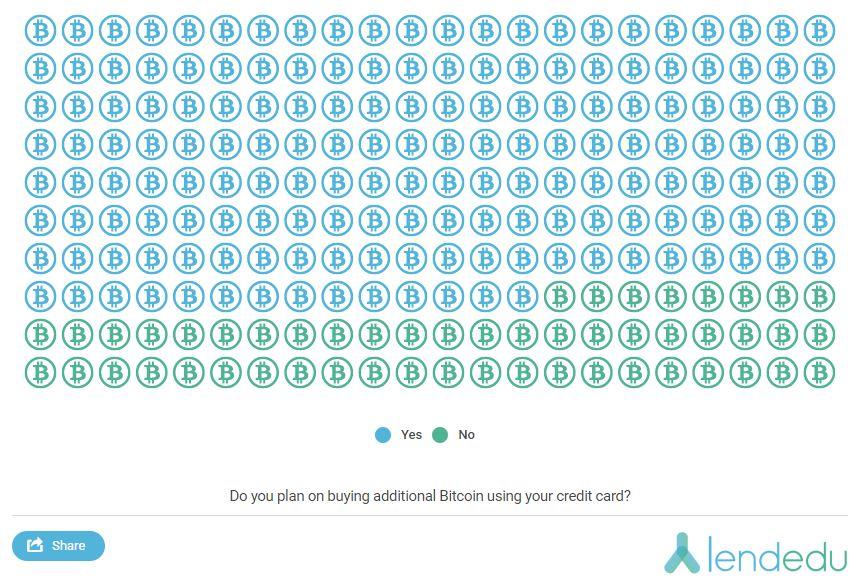 Yes No
Do you plan on buying additional Bitcoin using your credit card?
Share
lendedu